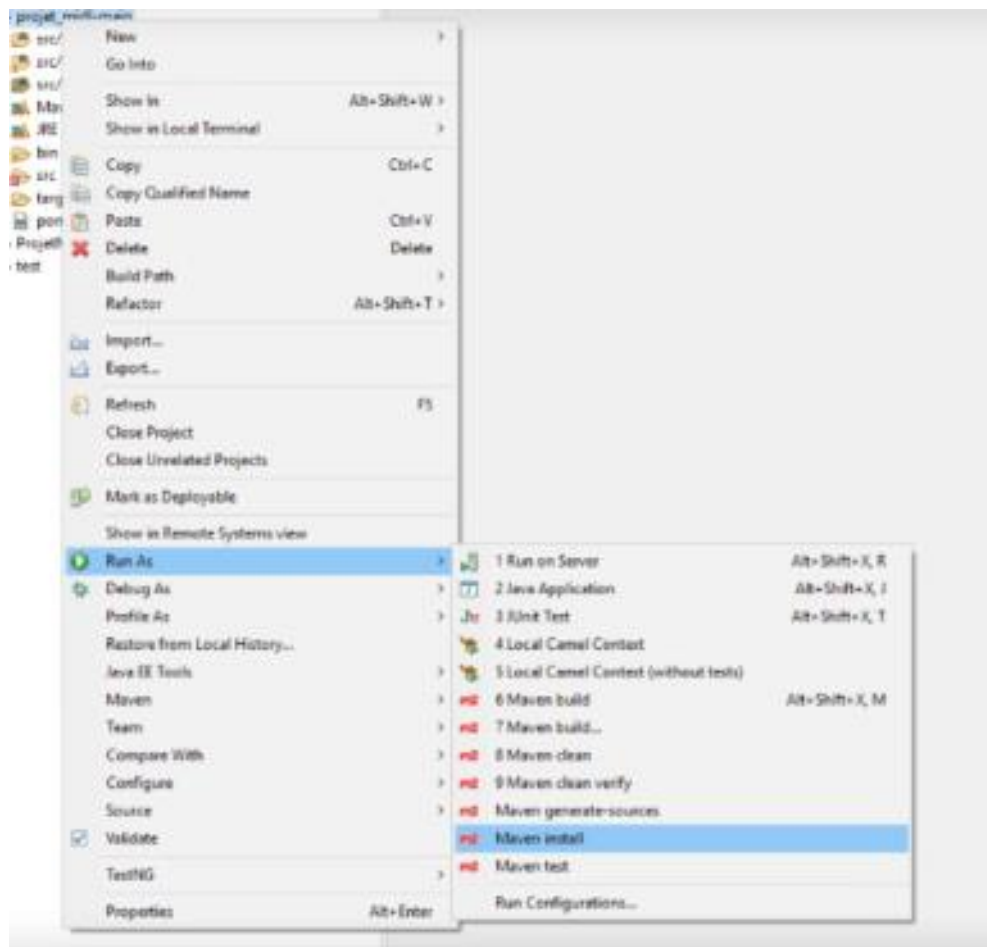 projet_midi-main
src/
src/
src/
JRE
bin
src
test
New
Go Into
Show In Alt+Shift+W
Show in Local Terminal
Copy Ctrl+C
Copy Qualified Name
Paste Ctrl+V
Delete Delete
Build Path
Refactor Alt+Shift+T
Import...
Export...
Refresh F5
Close Project
Close Unrelated Projects
Mark as Deployable
Show in Remote Systems view
Run As
Debug As
Profile As
Restore from Local History...
Java EE Tools
Maven
Team
Compare With
Configure
Source
Validate
TestNG
Properties Alt+Enter
1 Run on Server Alt+Shift+X, R
2 Java Application Alt+Shift+X, J
3 JUnit Test Alt+Shift+X, T
4 Local Camel Context
5 Local Camel Context (without tests)
6 Maven build Alt+Shift+X, M
7 Maven build...
8 Maven clean
9 Maven clean verify
Maven generate-sources
Maven install
Maven test
Run Configurations...